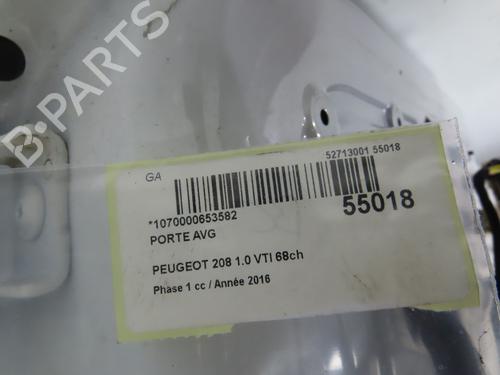 B-PARTS
GA
52713001 55018
*1070000653582
55018
PORTE AVG
PEUGEOT 208 1.0 VTI 68ch
Phase 1 cc / Année 2016